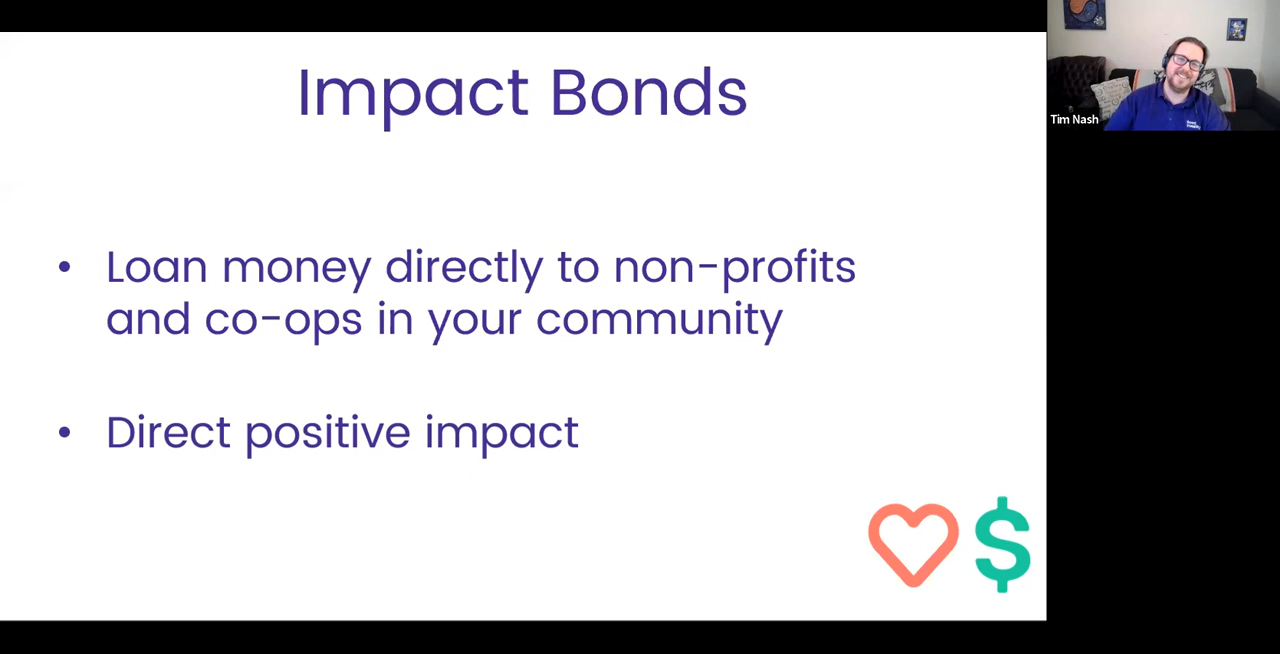 Impact Bonds
• Loan money directly to non-profits
and co-ops in your community
• Direct positive impact
$
Tim Nash